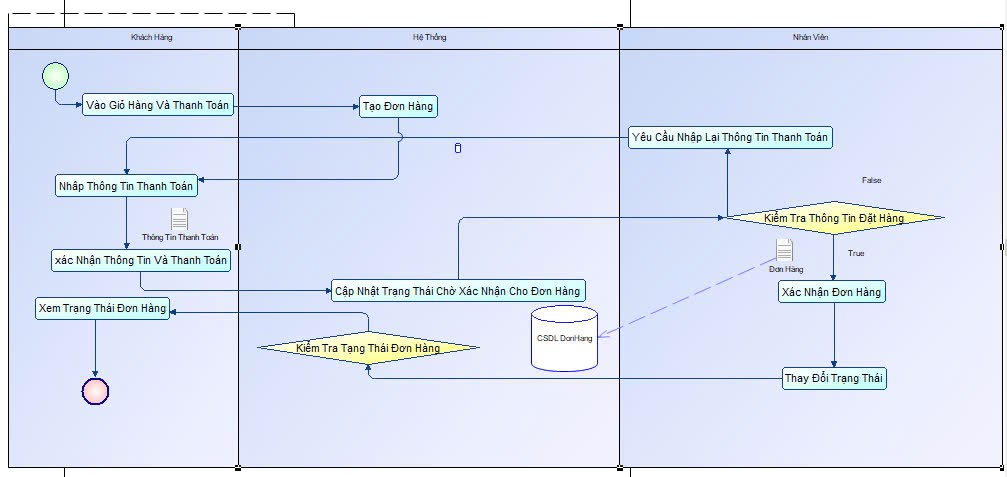 Khách Hàng
Hệ Thống
Nhân Viên
Vào Giỏ Hàng Và Thanh Toán
Tạo Đơn Hàng
Yêu Cầu Nhập Lại Thông Tin Thanh Toán
Nhâp Thông Tin Thanh Toán
False
Kiểm Tra Thông Tin Đặt Hàng
Thông Tin Thanh Toán
xác Nhận Thông Tin Và Thanh Toán
True
Đơn Hàng
Cập Nhật Trạng Thái Chờ Xác Nhận Cho Đơn Hàng
Xác Nhận Đơn Hàng
Xem Trạng Thái Đơn Hàng
CSDL DonHang
Kiểm Tra Tạng Thái Đơn Hàng
Thay Đổi Trạng Thái